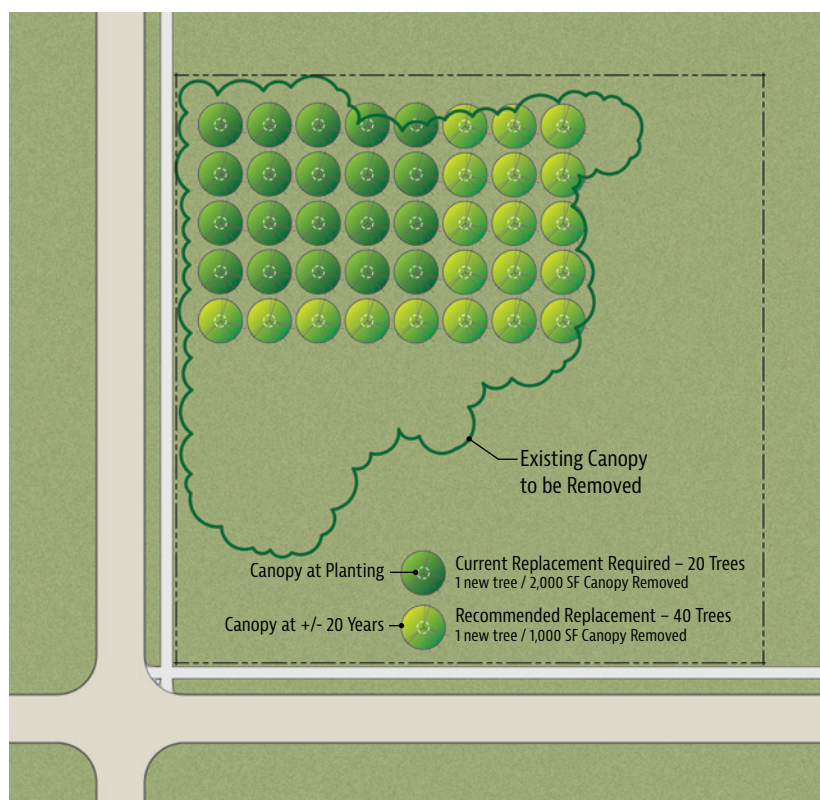 Existing Canopy
to be Removed
Canopy at Planting
Current Replacement Required – 20 Trees
1 new tree / 2,000 SF Canopy Removed
Canopy at +/- 20 Years
Recommended Replacement – 40 Trees
1 new tree / 1,000 SF Canopy Removed